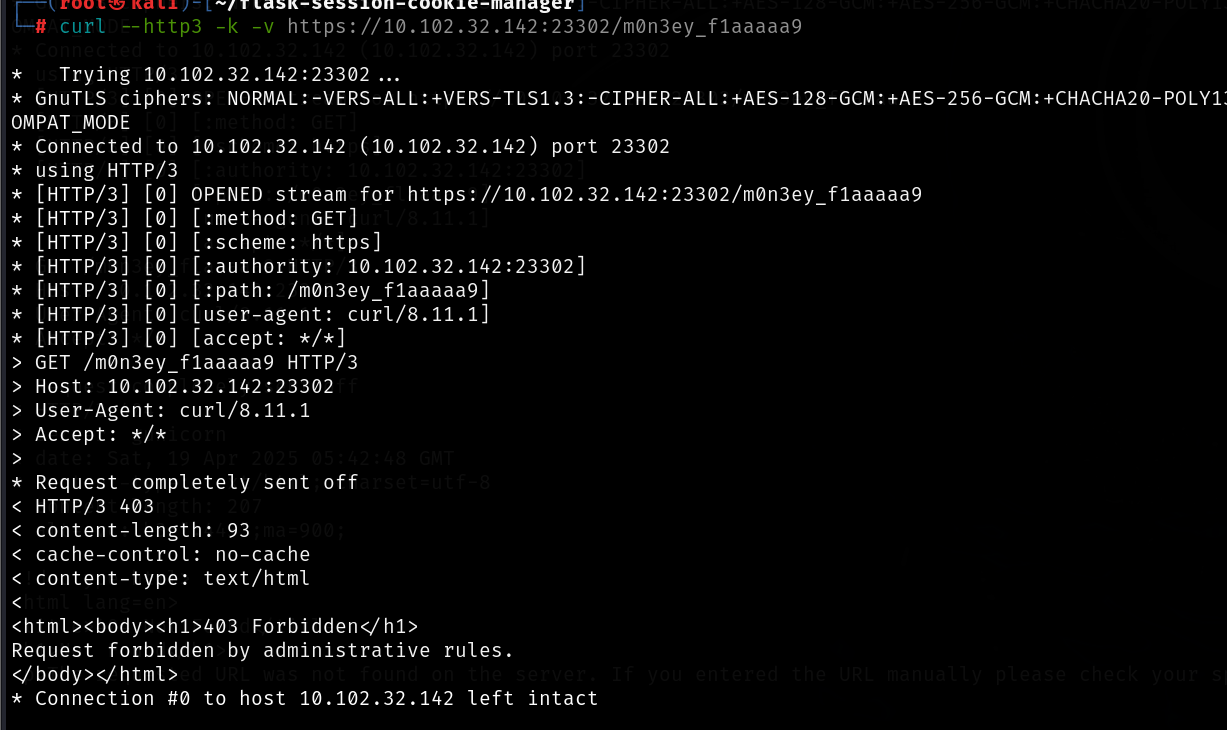 (root㉿kali)-[~/flask-session-cookie-manager]
# curl --http3 -k -v https://10.102.32.142:23302/m0n3ey_f1aaaaa9
* Trying 10.102.32.142:23302...
* GnuTLS ciphers: NORMAL:-VERS-ALL:+VERS-TLS1.3:-CIPHER-ALL:+AES-128-GCM:+AES-256-GCM:+CHACHA20-POLY13
OMPAT_MODE
* Connected to 10.102.32.142 (10.102.32.142) port 23302
* using HTTP/3
* [HTTP/3] [0] OPENED stream for https://10.102.32.142:23302/m0n3ey_f1aaaaa9
* [HTTP/3] [0] [:method: GET]
* [HTTP/3] [0] [:scheme: https]
* [HTTP/3] [0] [:authority: 10.102.32.142:23302]
* [HTTP/3] [0] [:path: /m0n3ey_f1aaaaa9]
* [HTTP/3] [0] [user-agent: curl/8.11.1]
* [HTTP/3] [0] [accept: */*]
> GET /m0n3ey_f1aaaaa9 HTTP/3
> Host: 10.102.32.142:23302
> User-Agent: curl/8.11.1
> Accept: */*
>
* Request completely sent off
< HTTP/3 403
< content-length: 93
< cache-control: no-cache
< content-type: text/html
<
<html><body><h1>403 Forbidden</h1>
Request forbidden by administrative rules.
</body></html>
* Connection #0 to host 10.102.32.142 left intact